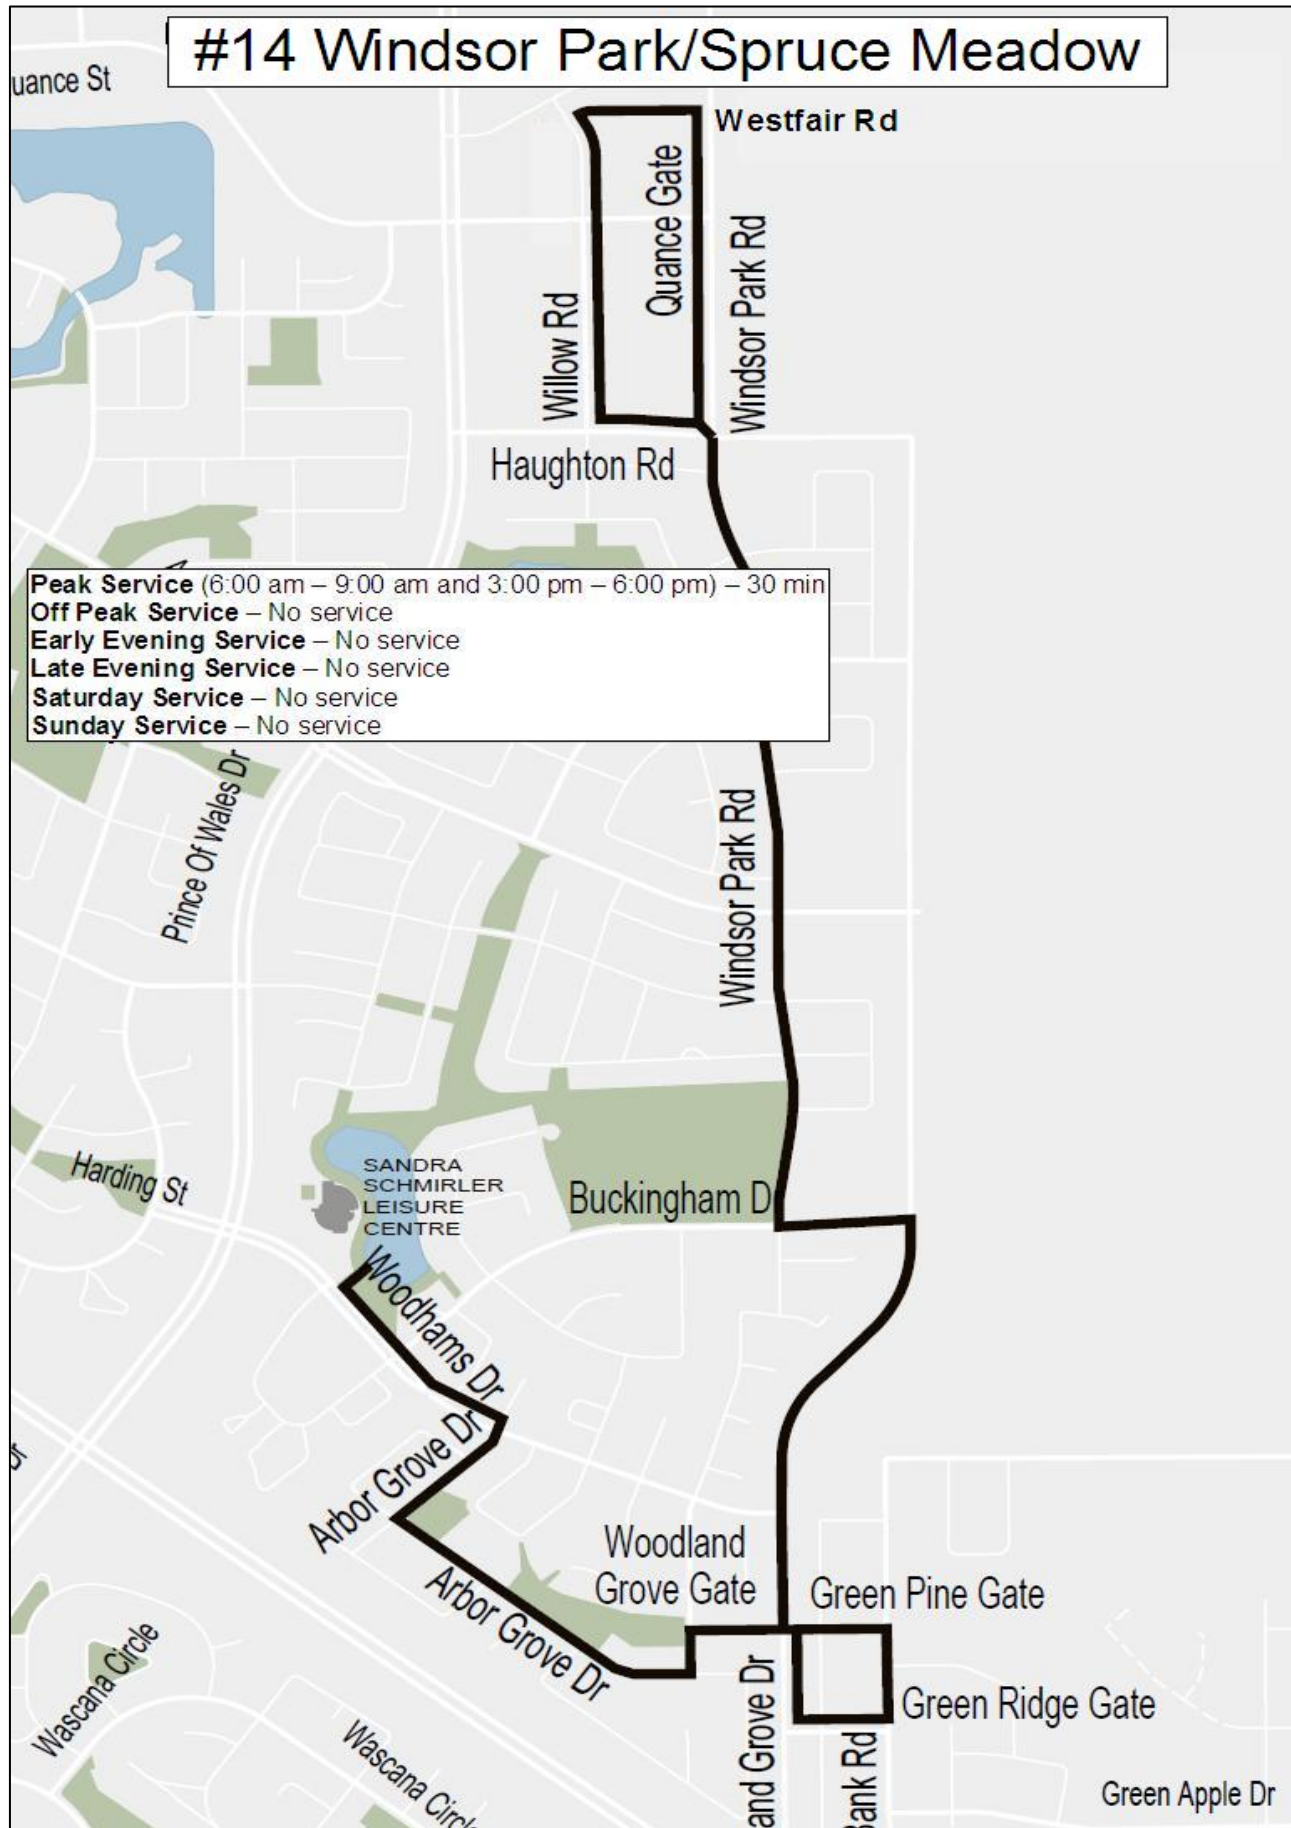 #14 Windsor Park/Spruce Meadow
uance St
Westfair Rd
Quance Gate
Windsor Park Rd
Willow Rd
Haughton Rd
Peak Service (6:00 am – 9:00 am and 3:00 pm – 6:00 pm) – 30 min
Off Peak Service – No service
Early Evening Service – No service
Late Evening Service – No service
Saturday Service – No service
Sunday Service – No service
Prince Of Wales Dr
Windsor Park Rd
Harding St
SANDRA
SCHMIRLER
LEISURE
CENTRE
Buckingham D
Woodhams Dr
Arbor Grove Dr
Dr
Woodland
Grove Gate
Green Pine Gate
Arbor Grove Dr
Wascana Circle
and Grove Dr
Green Ridge Gate
Wascana Circle
Bank Rd
Green Apple Dr